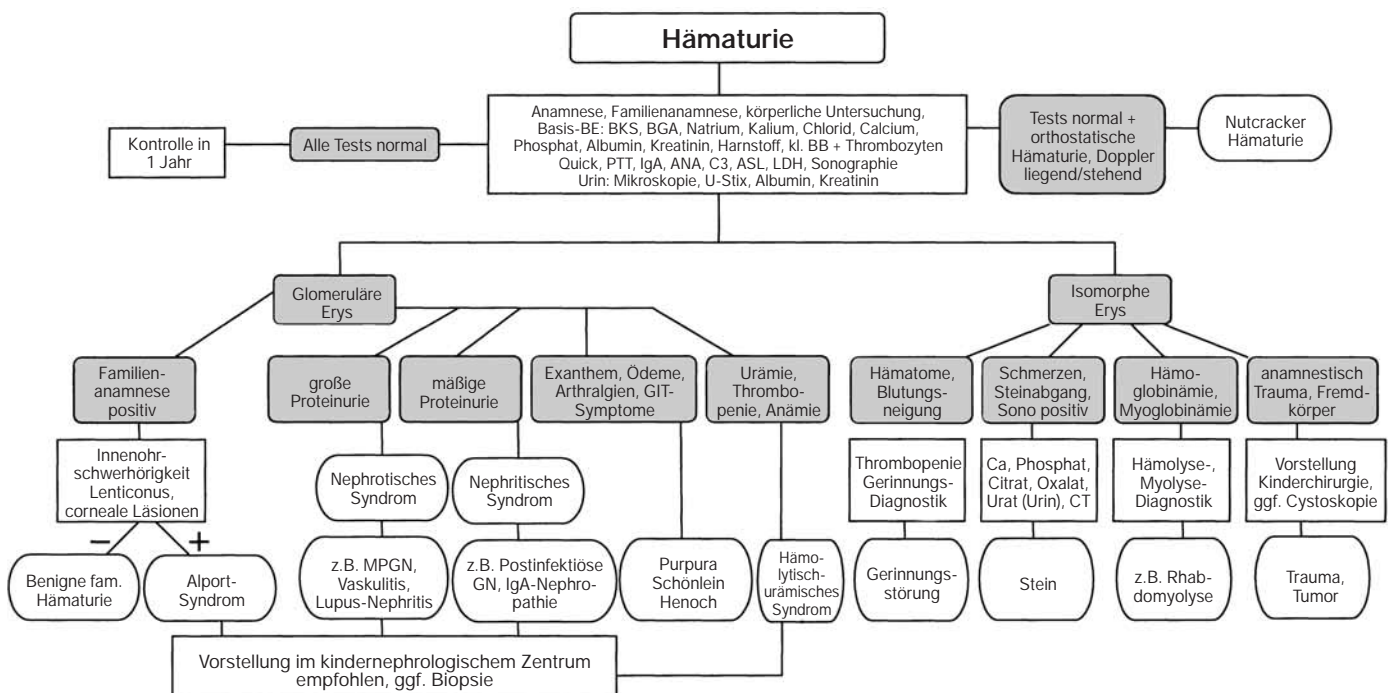 Hämaturie
Anamnese, Familienanamnese, körperliche Untersuchung,
Basis-BE: BKS, BGA, Natrium, Kalium, Chlorid, Calcium,
Phosphat, Albumin, Kreatinin, Harnstoff, kl. BB + Thrombozyten
Quick, PTT, IgA, ANA, C3, ASL, LDH, Sonographie
Urin: Mikroskopie, U-Stix, Albumin, Kreatinin
Kontrolle in
1 Jahr
Alle Tests normal
Tests normal +
orthostatische
Hämaturie, Doppler
liegend/stehend
Nutcracker
Hämaturie
Glomeruläre
Erys
Isomorphe
Erys
Familien-
anamnese
positiv
große
Proteinurie
mäßige
Proteinurie
Exanthem, Ödeme,
Arthralgien, GIT-
Symptome
Urämie,
Thrombo-
penie, Anämie
Hämatome,
Blutungs-
neigung
Schmerzen,
Steinabgang,
Sono positiv
Hämo-
globinämie,
Myoglobinämie
anamnestisch
Trauma, Fremd-
körper
Innenohr-
schwerhörigkeit
Lenticonus,
corneale Läsionen
Nephrotisches
Syndrom
Nephritisches
Syndrom
Thrombopenie
Gerinnungs-
Diagnostik
Ca, Phosphat,
Citrat, Oxalat,
Urat (Urin), CT
Hämolyse-,
Myolyse-
Diagnostik
Vorstellung
Kinderchirurgie,
ggf. Cystoskopie
– +
Benigne fam.
Hämaturie
Alport-
Syndrom
z.B. MPGN,
Vaskulitis,
Lupus-Nephritis
z.B. Postinfektiöse
GN, IgA-Nephro-
pathie
Purpura
Schönlein
Henoch
Hämo-
lytisch-
urämisches
Syndrom
Gerinnungs-
störung
Stein
z.B. Rhab-
domyolyse
Trauma,
Tumor
Vorstellung im kindernephrologischem Zentrum
empfohlen, ggf. Biopsie